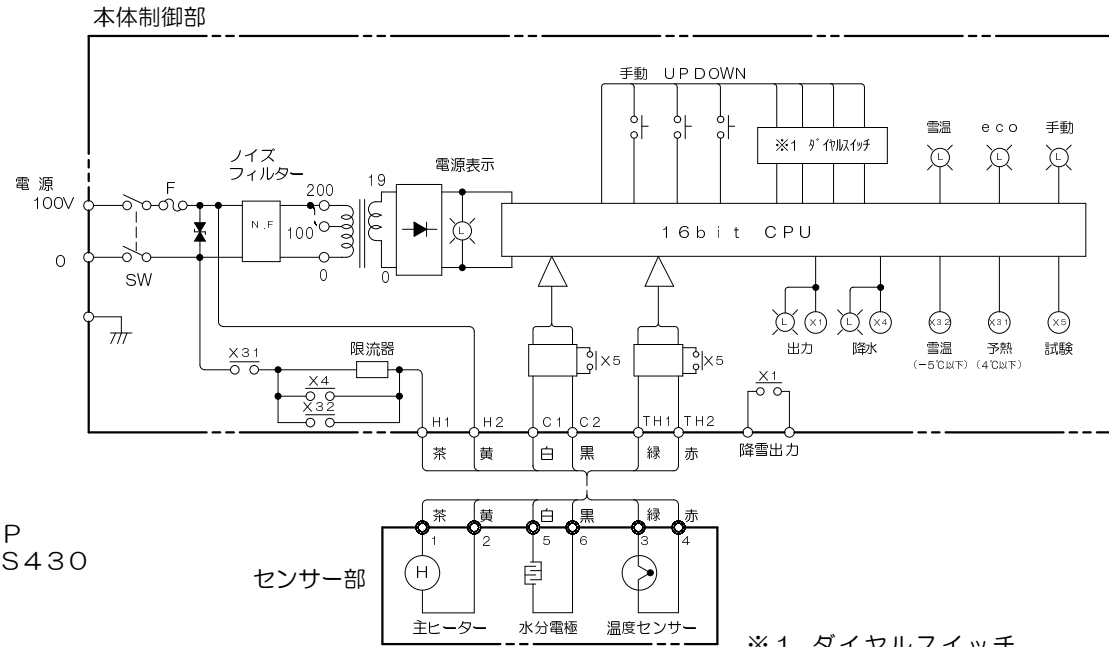 本体制御部
手動 UP DOWN
※1 ダイヤルスイッチ
雪温 eco 手動
L L L
ノイズ
フィルター
電源表示
電源
100V
F
N.F
200
100
0
19
0
L
16bit CPU
0
SW
L X1 L X4 X32 X31 X5
出力 降水 雪温 予熱 試験
(-5℃以下) (4℃以下)
X31
限流器
X4
X32
X5
X5
X1
H1 H2 C1 C2 TH1 TH2
茶 黄 白 黒 緑 赤
降雪出力
茶 黄 白 黒 緑 赤
1 2 5 6 3 4
P
S430
センサー部
H
主ヒーター 水分電極 温度センサー
※1 ダイヤルスイッチ